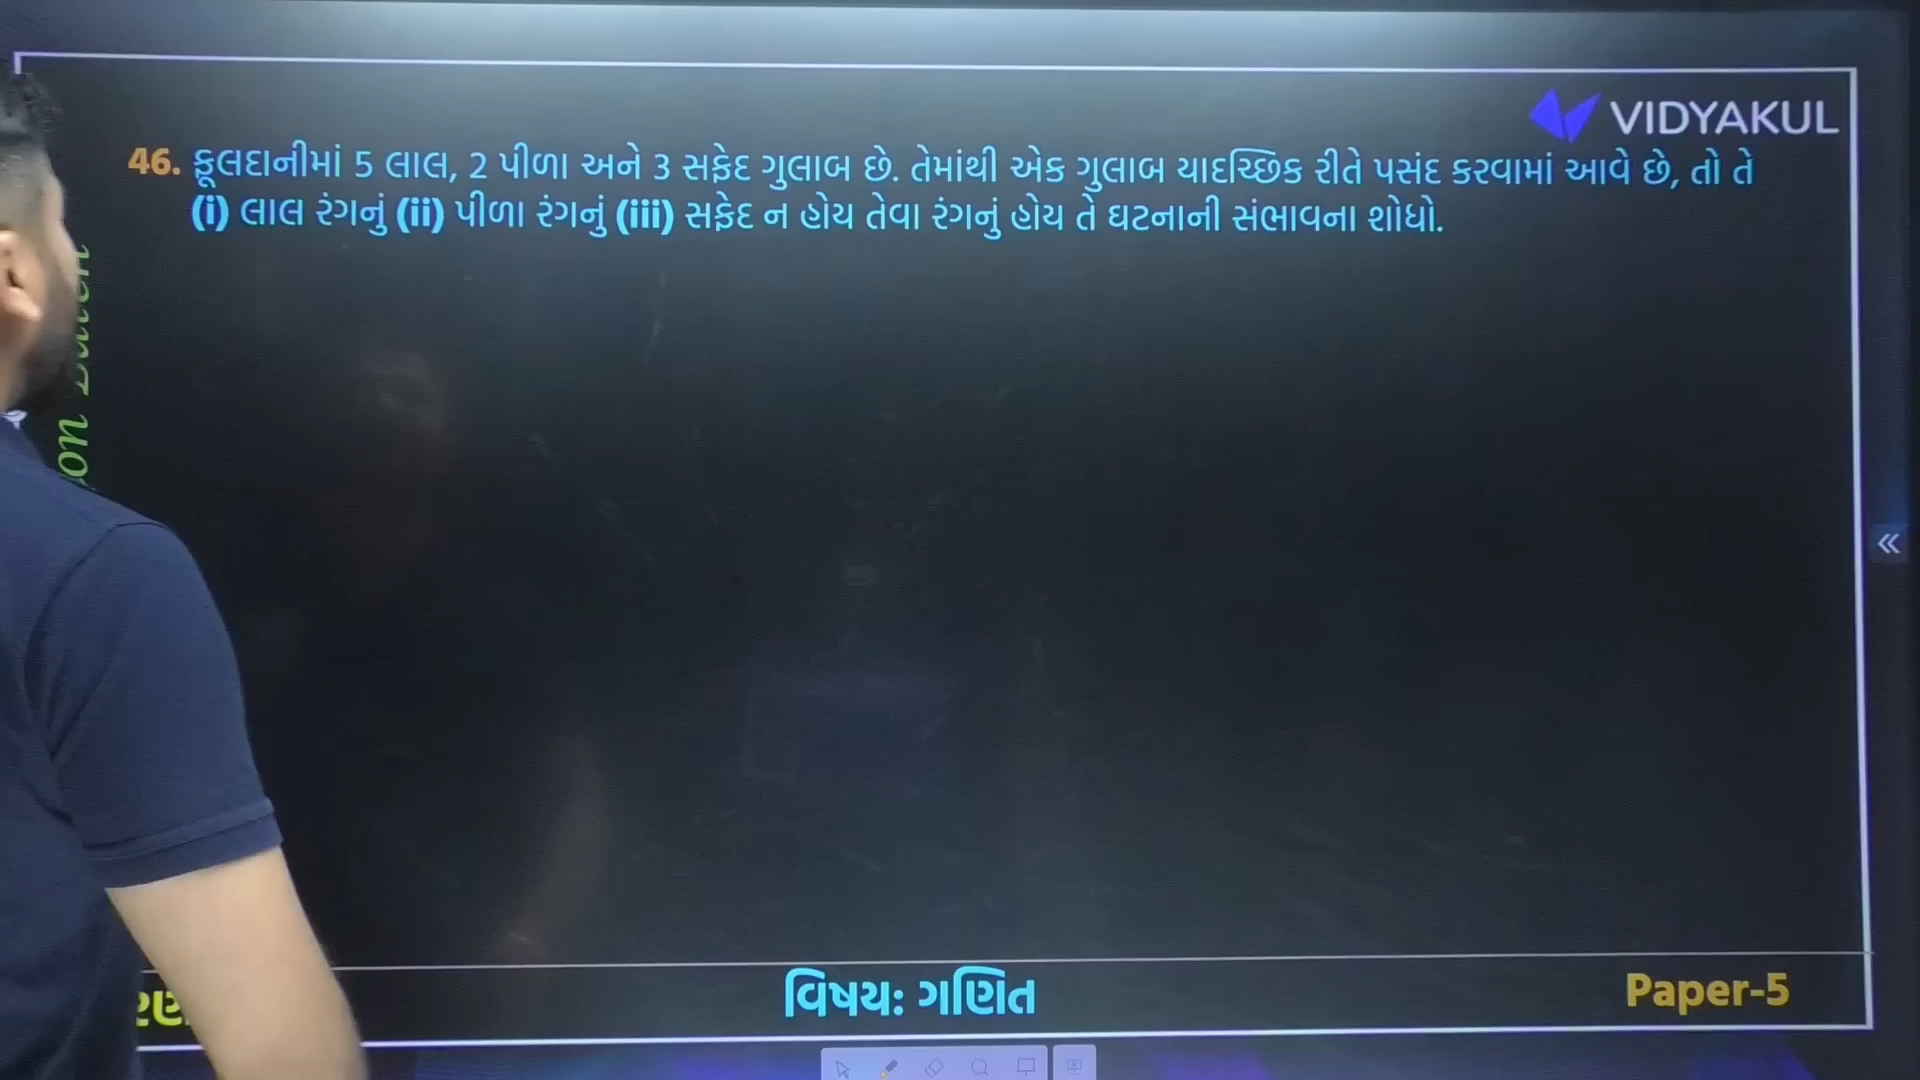 VIDYAKUL
46. ફૂલદાનીમાં 5 લાલ, 2 પીળા અને 3 સફેદ ગુલાબ છે. તેમાંથી એક ગુલાબ યાદચ્છિક રીતે પસંદ કરવામાં આવે છે, તો તે
(i) લાલ રંગનું (ii) પીળા રંગનું (iii) સફેદ ન હોય તેવા રંગનું હોય તે ઘટનાની સંભાવના શોધો.
વિષય: ગણિત
Paper-5